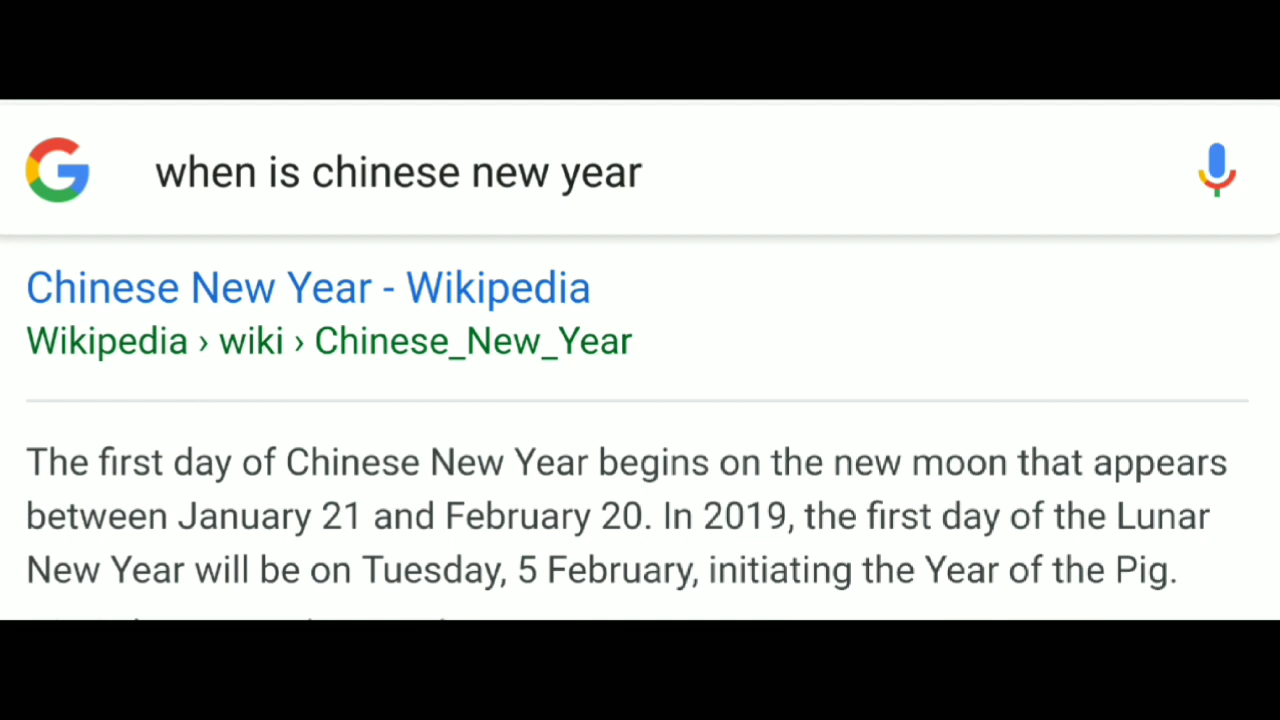 when is chinese new year
Chinese New Year - Wikipedia
Wikipedia › wiki › Chinese_New_Year
The first day of Chinese New Year begins on the new moon that appears
between January 21 and February 20. In 2019, the first day of the Lunar
New Year will be on Tuesday, 5 February, initiating the Year of the Pig.